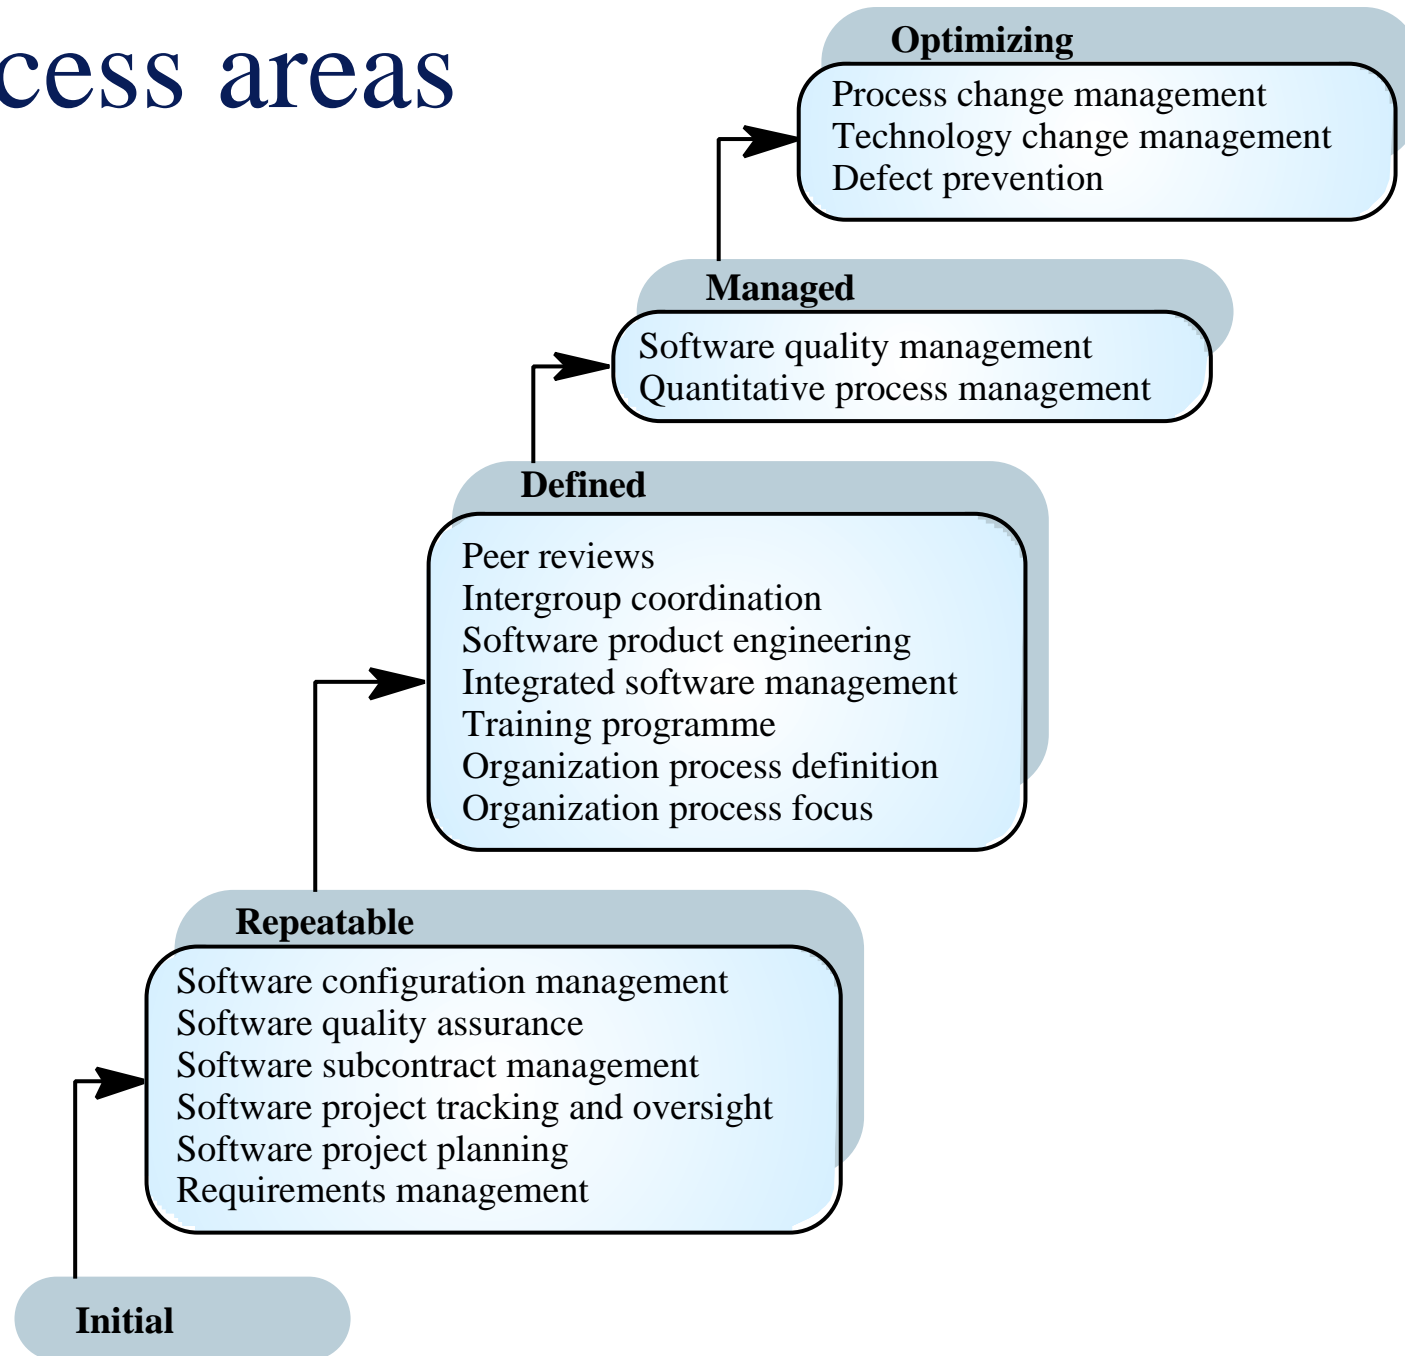 cess areas
Optimizing
Process change management
Technology change management
Defect prevention
Managed
Software quality management
Quantitative process management
Defined
Peer reviews
Intergroup coordination
Software product engineering
Integrated software management
Training programme
Organization process definition
Organization process focus
Repeatable
Software configuration management
Software quality assurance
Software subcontract management
Software project tracking and oversight
Software project planning
Requirements management
Initial